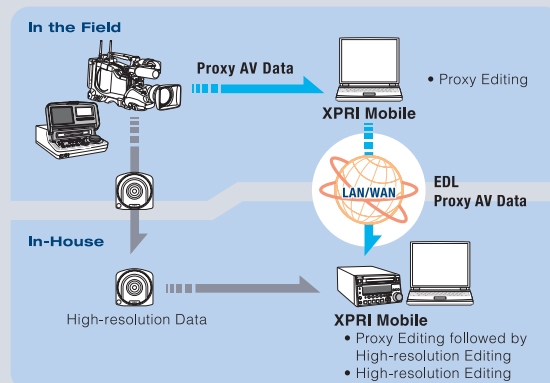 In the Field
Proxy AV Data
• Proxy Editing
XPRI Mobile
LAN/WAN
EDL
Proxy AV Data
In-House
High-resolution Data
XPRI Mobile
• Proxy Editing followed by
High-resolution Editing
• High-resolution Editing